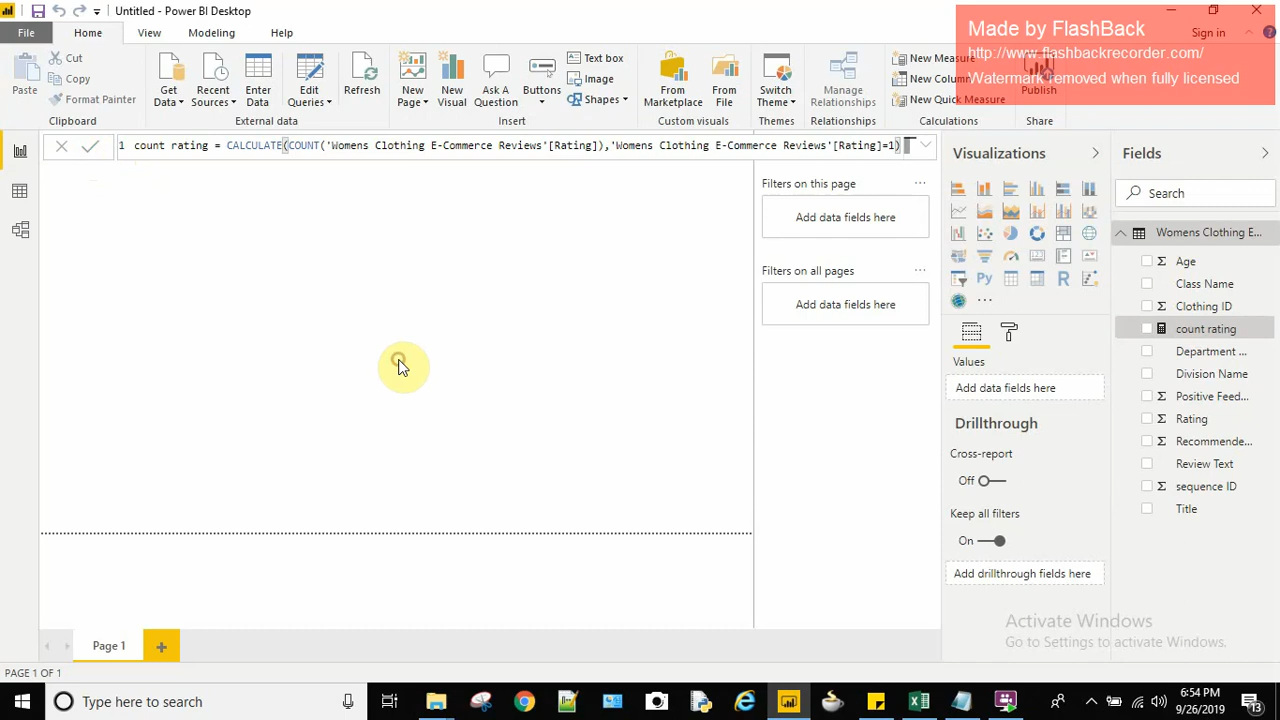 Untitled - Power BI Desktop
Made by FlashBack
http://www.flashbackrecorder.com/
Watermark removed when fully licensed
Sign in
File
Home
View
Modeling
Help
Cut
Copy
Format Painter
Paste
Clipboard
Get Data
Recent Sources
Enter Data
Edit Queries
Refresh
External data
New Page
New Visual
Ask A Question
Buttons
Text box
Image
Shapes
Insert
From Marketplace
From File
Custom visuals
Switch Theme
Themes
Manage Relationships
Relationships
New Measure
New Column
New Quick Measure
Calculations
Publish
Share
1 count rating = CALCULATE(COUNT('Womens Clothing E-Commerce Reviews'[Rating]),'Womens Clothing E-Commerce Reviews'[Rating]=1)
Filters on this page
Add data fields here
Filters on all pages
Add data fields here
Visualizations
Py
R
Values
Add data fields here
Drillthrough
Cross-report
Off
Keep all filters
On
Add drillthrough fields here
Fields
Search
Womens Clothing E...
Age
Class Name
Clothing ID
count rating
Department ...
Division Name
Positive Feed...
Rating
Recommende...
Review Text
sequence ID
Title
Activate Windows
Go to Settings to activate Windows.
Page 1
PAGE 1 OF 1
Type here to search
6:54 PM
9/26/2019
13